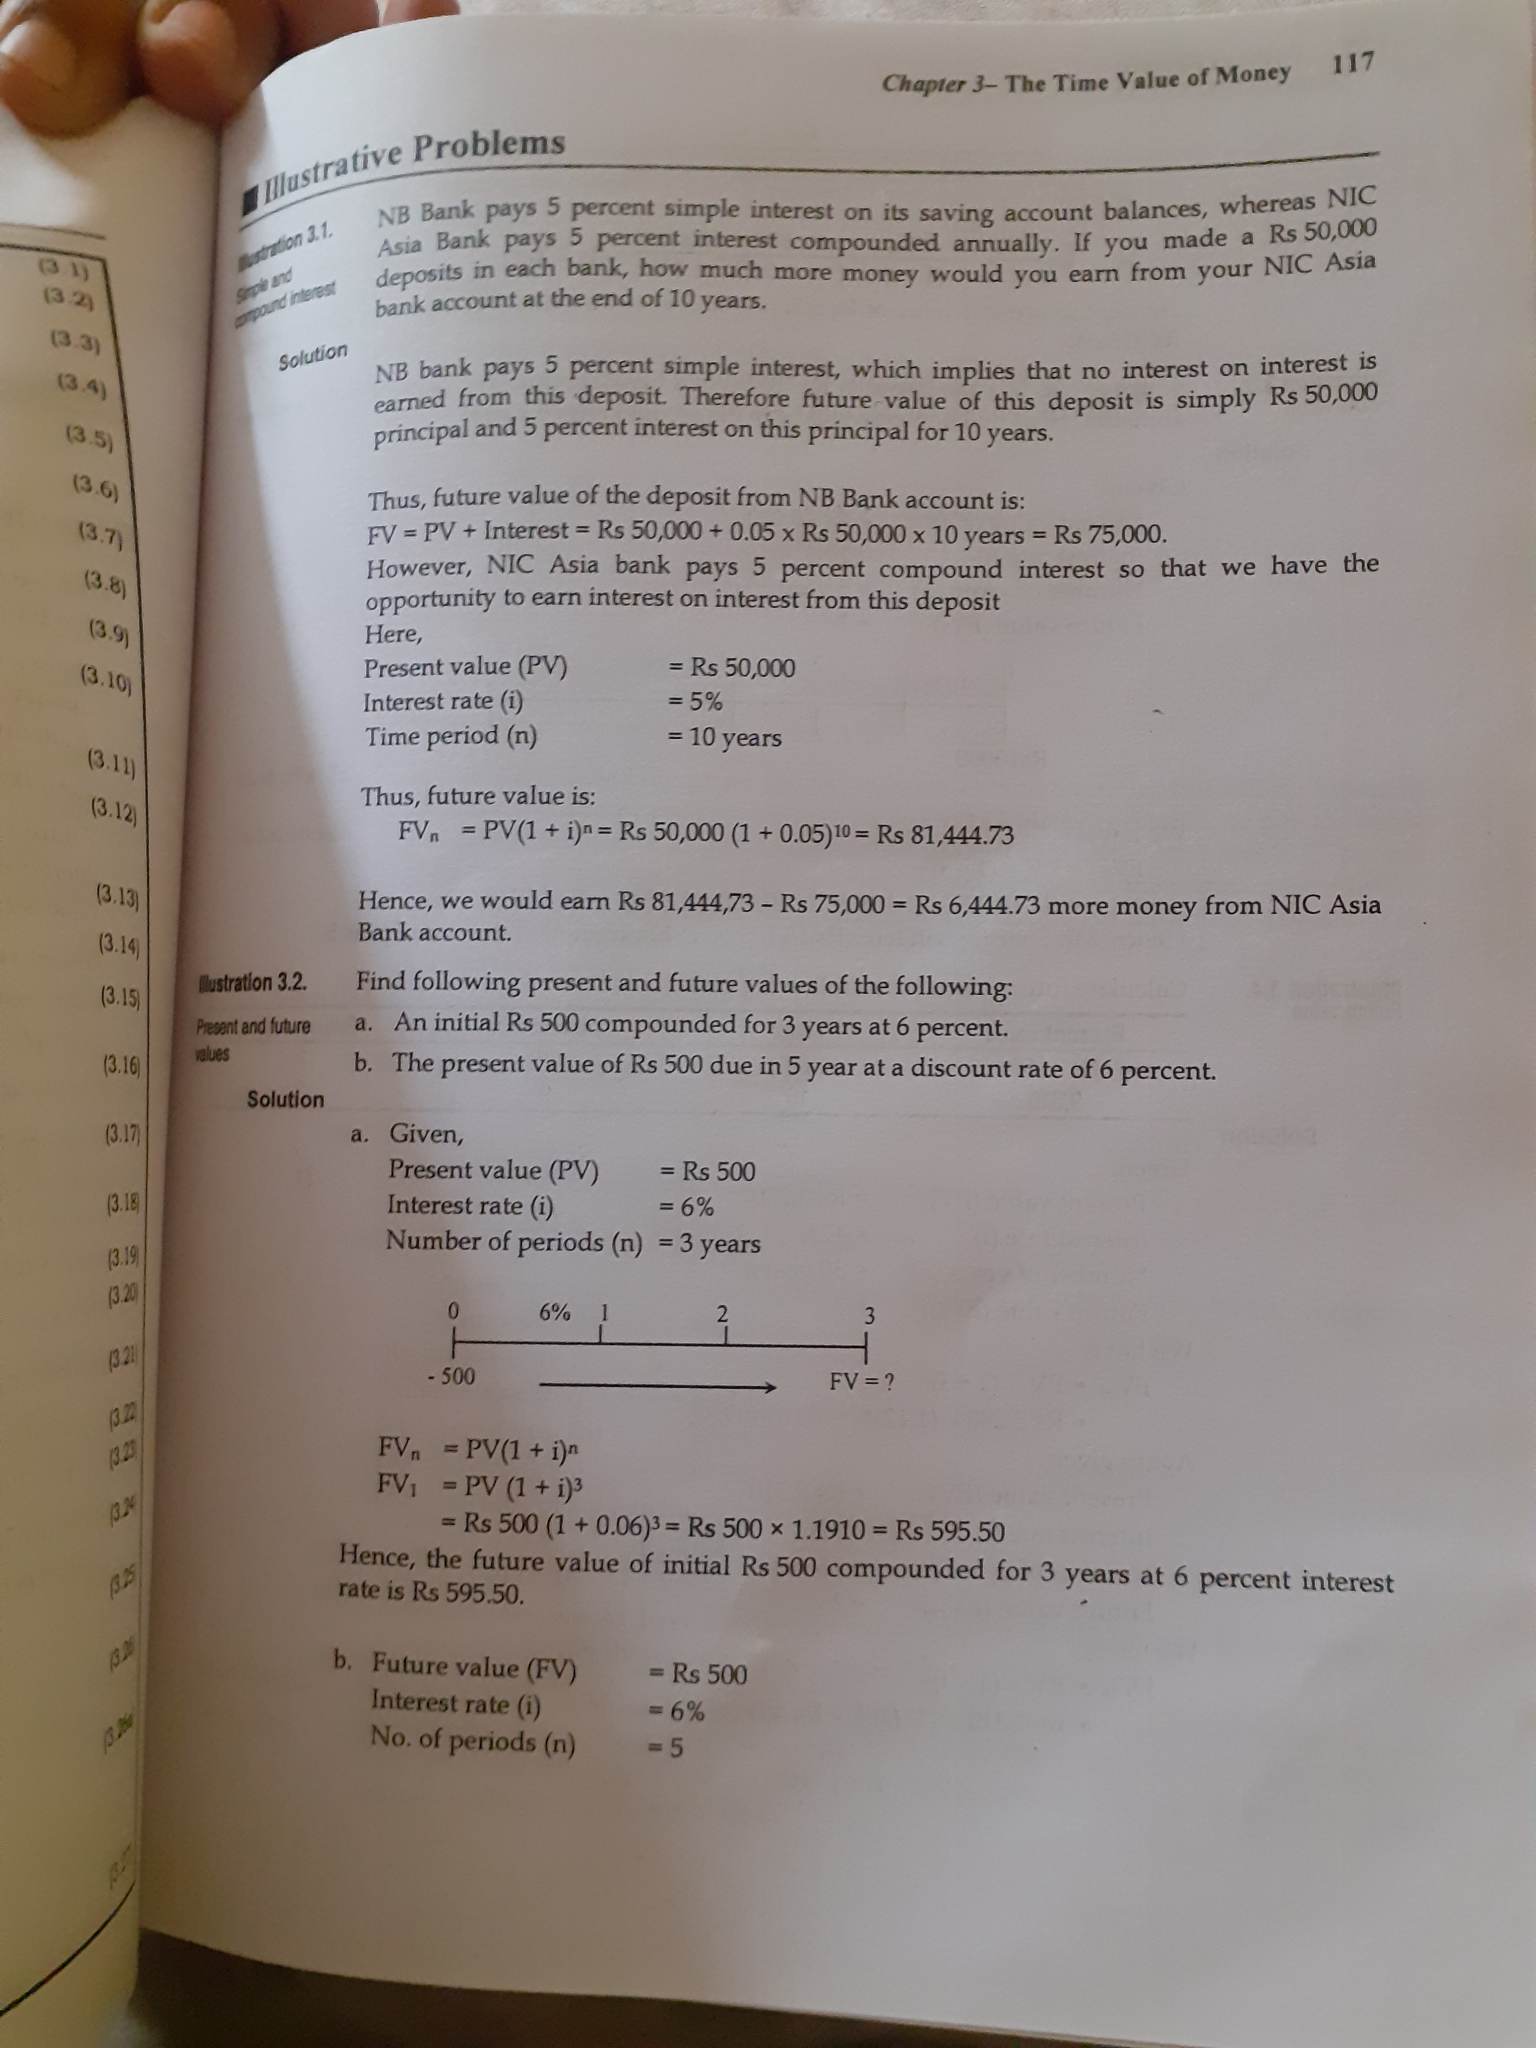 Chapter 3– The Time Value of Money 117
Illustrative Problems
Illustration 3.1.
Simple and
compound interest
NB Bank pays 5 percent simple interest on its saving account balances, whereas NIC
Asia Bank pays 5 percent interest compounded annually. If you made a Rs 50,000
deposits in each bank, how much more money would you earn from your NIC Asia
bank account at the end of 10 years.
Solution
NB bank pays 5 percent simple interest, which implies that no interest on interest is
earned from this deposit. Therefore future value of this deposit is simply Rs 50,000
principal and 5 percent interest on this principal for 10 years.
Thus, future value of the deposit from NB Bank account is:
FV = PV + Interest = Rs 50,000 + 0.05 x Rs 50,000 x 10 years = Rs 75,000.
However, NIC Asia bank pays 5 percent compound interest so that we have the
opportunity to earn interest on interest from this deposit
Here,
Present value (PV) = Rs 50,000
Interest rate (i) = 5%
Time period (n) = 10 years
Thus, future value is:
FVₙ = PV(1 + i)ⁿ = Rs 50,000 (1 + 0.05)¹⁰ = Rs 81,444.73
Hence, we would earn Rs 81,444,73 – Rs 75,000 = Rs 6,444.73 more money from NIC Asia
Bank account.
Illustration 3.2.
Present and future
values
Find following present and future values of the following:
a. An initial Rs 500 compounded for 3 years at 6 percent.
b. The present value of Rs 500 due in 5 year at a discount rate of 6 percent.
Solution
a. Given,
Present value (PV) = Rs 500
Interest rate (i) = 6%
Number of periods (n) = 3 years
0 6% 1 2 3
- 500 FV = ?
FVₙ = PV(1 + i)ⁿ
FV₁ = PV (1 + i)³
= Rs 500 (1 + 0.06)³ = Rs 500 × 1.1910 = Rs 595.50
Hence, the future value of initial Rs 500 compounded for 3 years at 6 percent interest
rate is Rs 595.50.
b. Future value (FV) = Rs 500
Interest rate (i) = 6%
No. of periods (n) = 5
(3.1)
(3.2)
(3.3)
(3.4)
(3.5)
(3.6)
(3.7)
(3.8)
(3.9)
(3.10)
(3.11)
(3.12)
(3.13)
(3.14)
(3.15)
(3.16)
(3.17)
(3.18)
(3.19)
(3.20)
(3.21)
(3.22)
(3.23)
(3.24)
(3.25
(3.26